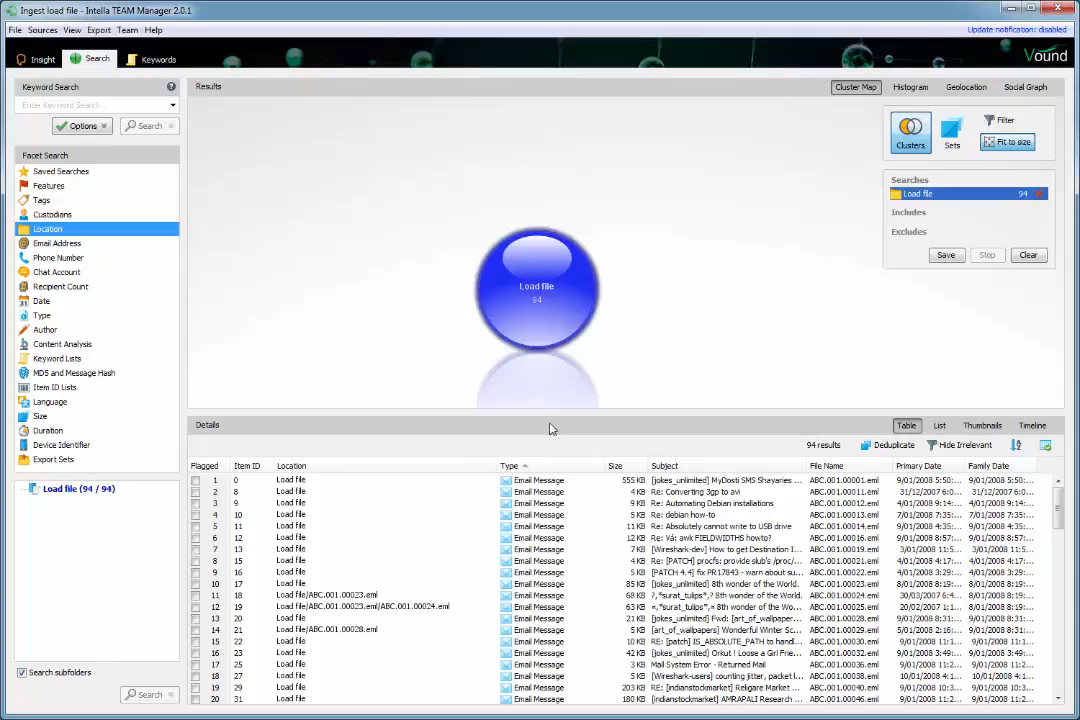 Ingest load file - Intella TEAM Manager 2.0.1
File Sources View Export Team Help
Update notification: disabled
Insight Search Keywords
Vound
Keyword Search
Enter Keyword Search...
Options Search
Facet Search
Saved Searches
Features
Tags
Custodians
Location
Email Address
Phone Number
Chat Account
Recipient Count
Date
Type
Author
Content Analysis
Keyword Lists
MD5 and Message Hash
Item ID Lists
Language
Size
Duration
Device Identifier
Export Sets
Load file (94 / 94)
Search subfolders
Search
Results
Cluster Map Histogram Geolocation Social Graph
Clusters Sets Filter Fit to size
Searches
Load file 94
Includes
Excludes
Save Stop Clear
Load file
94
Details
Table List Thumbnails Timeline
94 results Deduplicate Hide Irrelevant
Flagged Item ID Location Type Size Subject File Name Primary Date Family Date
1 0 Load file Email Message 555 KB [jokes_unlimited] MyDosti SMS Shayaries ... ABC.001.00001.eml 9/01/2008 5:50:... 9/01/2008 5:50:...
2 8 Load file Email Message 4 KB Re: Converting 3gp to avi ABC.001.00011.eml 31/12/2007 6:0... 31/12/2007 6:0...
3 9 Load file Email Message 9 KB Re: Automating Debian installations ABC.001.00012.eml 4/01/2008 9:14:... 4/01/2008 9:14:...
4 10 Load file Email Message 5 KB Re: debian how-to ABC.001.00013.eml 4/01/2008 7:35:... 4/01/2008 7:35:...
5 11 Load file Email Message 11 KB Re: Absolutely cannot write to USB drive ABC.001.00014.eml 5/01/2008 4:41:... 5/01/2008 4:41:...
6 12 Load file Email Message 12 KB Re: Vá: awk FIELDWIDTHS howto? ABC.001.00016.eml 9/01/2008 8:57:... 9/01/2008 8:57:...
7 13 Load file Email Message 7 KB [Wireshark-dev] How to get Destination I... ABC.001.00019.eml 3/01/2008 11:5... 3/01/2008 11:5...
8 15 Load file Email Message 8 KB Re: [PATCH] procfs: provide slub's /proc/... ABC.001.00021.eml 4/01/2008 9:17:... 4/01/2008 9:17:...
9 16 Load file Email Message 8 KB [PATCH 4.4] fix PR17843 - warn about su... ABC.001.00022.eml 4/01/2008 3:29:... 4/01/2008 3:29:...
10 17 Load file Email Message 85 KB [jokes_unlimited] 8th wonder of the World. ABC.001.00023.eml 9/01/2008 8:31:... 9/01/2008 8:31:...
11 18 Load file/ABC.001.00023.eml Email Message 68 KB ?,*surat_tulips*,? 8th wonder of the World. ABC.001.00024.eml 30/03/2007 6:4... 9/01/2008 8:31:...
12 19 Load file/ABC.001.00023.eml/ABC.001.00024.eml Email Message 63 KB ×,*surat_tulips*,× 8th wonder of the World. ABC.001.00025.eml 20/02/2007 1:0... 9/01/2008 8:31:...
13 20 Load file Email Message 21 KB [jokes_unlimited] Fwd: [art_of_wallpapers... ABC.001.00028.eml 9/01/2008 8:31:... 9/01/2008 8:31:...
14 21 Load file/ABC.001.00028.eml Email Message 14 KB [art_of_wallpapers] Wonderful Winter Sc... ABC.001.00029.eml 5/01/2008 2:16:... 9/01/2008 8:31:...
15 22 Load file Email Message 10 KB Re: [patch] IS_ABSOLUTE_PATH to handl... ABC.001.00030.eml 9/01/2008 11:1... 9/01/2008 11:1...
16 23 Load file Email Message 42 KB [jokes_unlimited] Orkut ! Loose a Girl Frie... ABC.001.00031.eml 9/01/2008 3:49:... 9/01/2008 3:49:...
17 25 Load file Email Message 3 KB Mail System Error - Returned Mail ABC.001.00036.eml 9/01/2008 11:2... 9/01/2008 11:2...
18 27 Load file Email Message 5 KB [Wireshark-users] counting jitter, packet l... ABC.001.00038.eml 10/01/2008 4:1... 10/01/2008 4:1...
19 29 Load file Email Message 203 KB RE: [indianstockmarket] Religare Market ... ABC.001.00040.eml 9/01/2008 10:3... 9/01/2008 10:3...
20 31 Load file Email Message 180 KB [indianstockmarket] AMRAPALI Research ... ABC.001.00042.eml 9/01/2008 11:2... 9/01/2008 11:2...